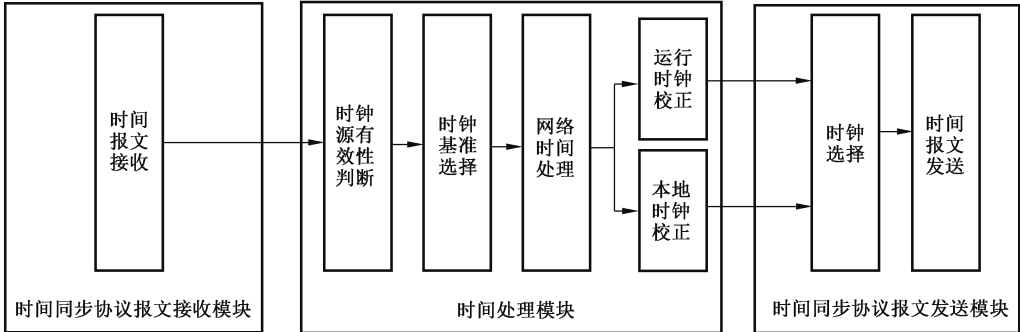 时间
报文
接收
时间同步协议报文接收模块
时钟
源有
效性
判断
时钟
基准
选择
网络
时间
处理
运行
时钟
校正
本地
时钟
校正
时间处理模块
时钟
选择
时间
报文
发送
时间同步协议报文发送模块